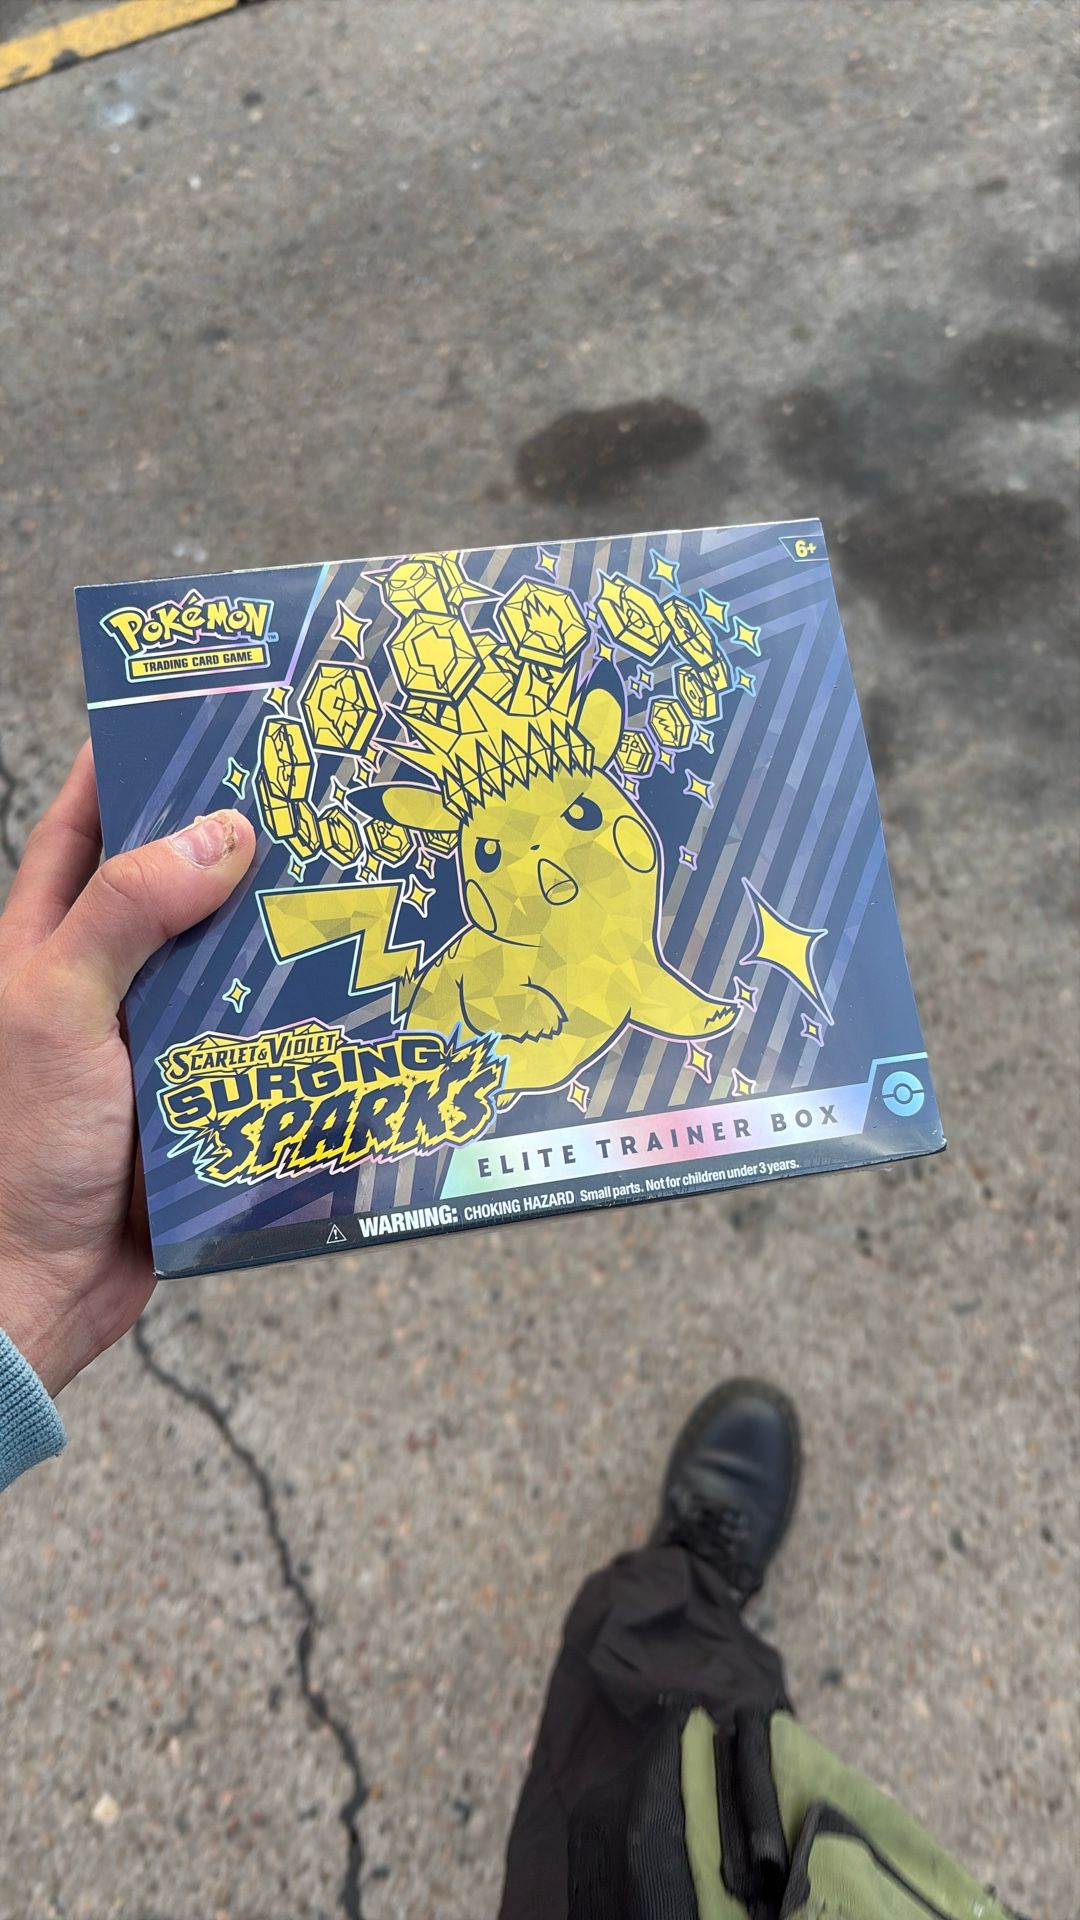 6+
POKéMON™
TRADING CARD GAME
SCARLET & VIOLET
SURGING
SPARKS
ELITE TRAINER BOX
WARNING: CHOKING HAZARD Small parts. Not for children under 3 years.